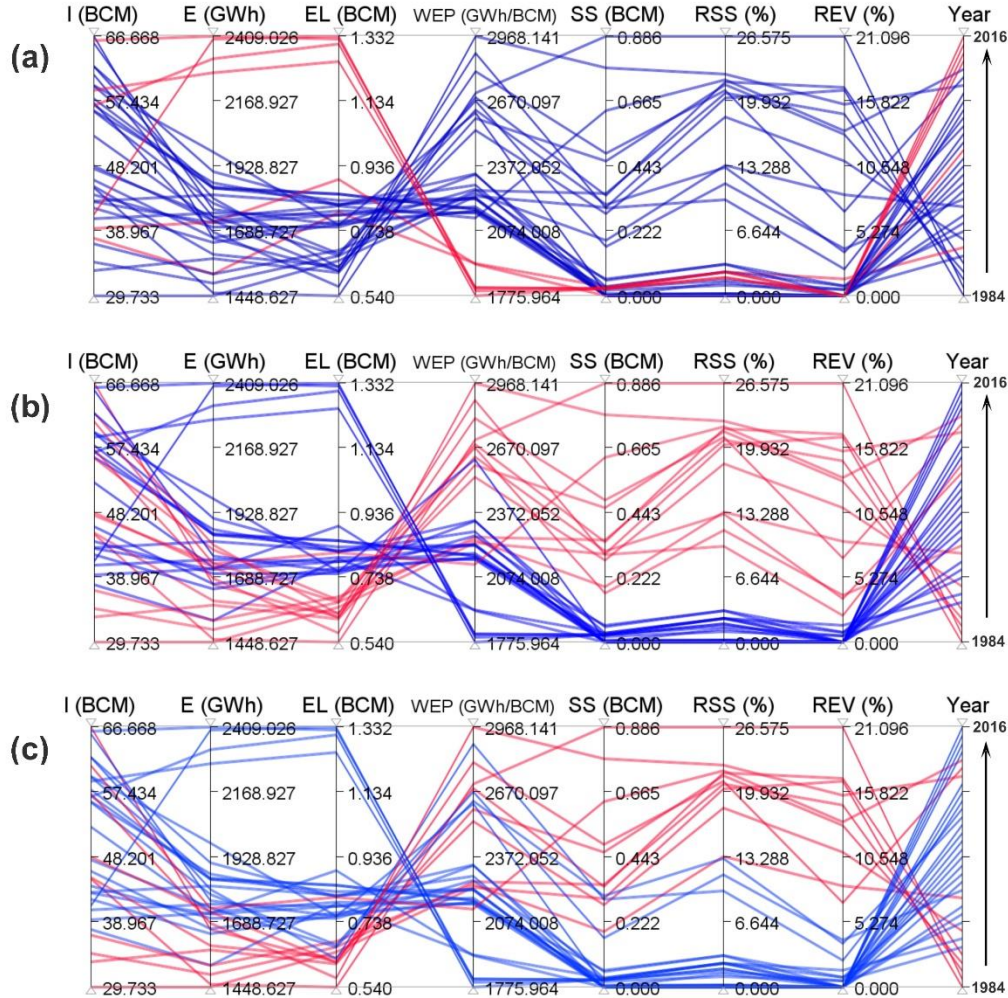 I (BCM) E (GWh) EL (BCM) WEP (GWh/BCM) SS (BCM) RSS (%) REV (%) Year
(a)
66.668 2409.026 1.332 2968.141 0.886 26.575 21.096 2016
57.434 2168.927 1.134 2670.097 0.665 19.932 15.822
48.201 1928.827 0.936 2372.052 0.443 13.288 10.548
38.967 1688.727 0.738 2074.008 0.222 6.644 5.274
29.733 1448.627 0.540 1775.964 0.000 0.000 0.000 1984
I (BCM) E (GWh) EL (BCM) WEP (GWh/BCM) SS (BCM) RSS (%) REV (%) Year
(b)
66.668 2409.026 1.332 2968.141 0.886 26.575 21.096 2016
57.434 2168.927 1.134 2670.097 0.665 19.932 15.822
48.201 1928.827 0.936 2372.052 0.443 13.288 10.548
38.967 1688.727 0.738 2074.008 0.222 6.644 5.274
29.733 1448.627 0.540 1775.964 0.000 0.000 0.000 1984
I (BCM) E (GWh) EL (BCM) WEP (GWh/BCM) SS (BCM) RSS (%) REV (%) Year
(c)
66.668 2409.026 1.332 2968.141 0.886 26.575 21.096 2016
57.434 2168.927 1.134 2670.097 0.665 19.932 15.822
48.201 1928.827 0.936 2372.052 0.443 13.288 10.548
38.967 1688.727 0.738 2074.008 0.222 6.644 5.274
29.733 1448.627 0.540 1775.964 0.000 0.000 0.000 1984